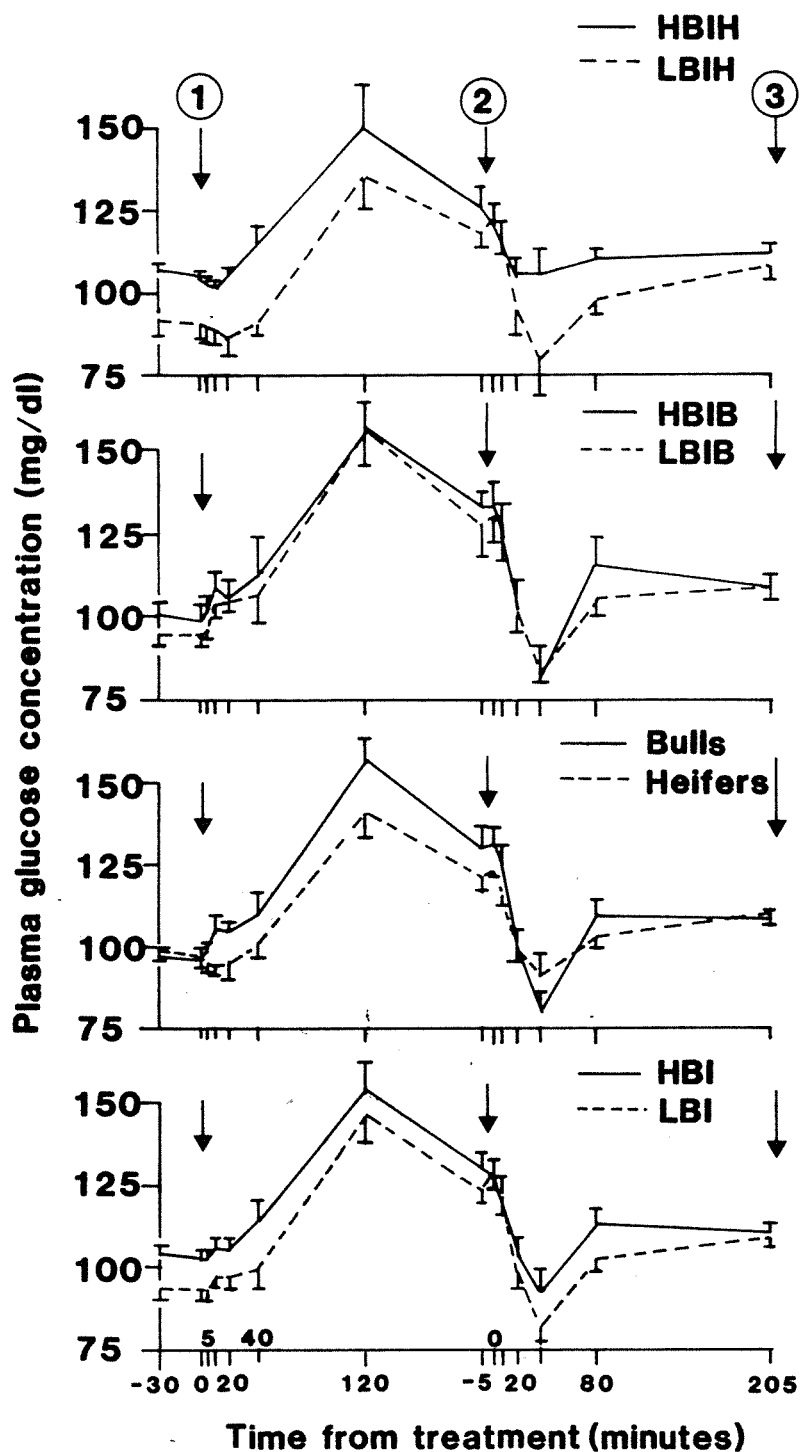 HBIH
LBIH
1 2 3
150
125
100
75
HBIB
LBIB
150
125
100
75
Plasma glucose concentration (mg/dl)
Bulls
Heifers
150
125
100
75
HBI
LBI
150
125
100
75
5 40 0
-30 0 20 120 -5 20 80 205
Time from treatment (minutes)